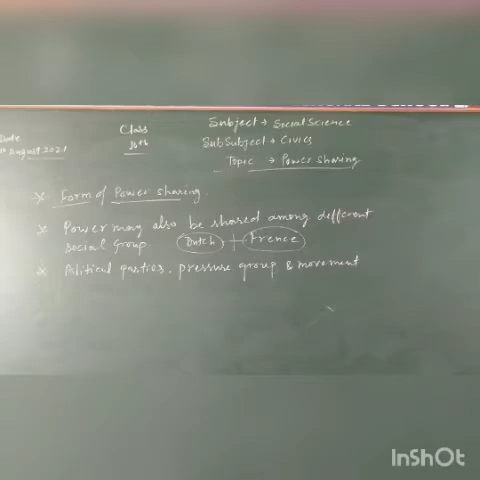 Date
August 2021
Class
10th
Subject → Social Science
SubSubject → Civics
Topic → Power Sharing
* Form of Power sharing.
* Power may also be shared among different
social group (Dutch) + (Frence)
* Political parties, pressure group & movement
InShOt